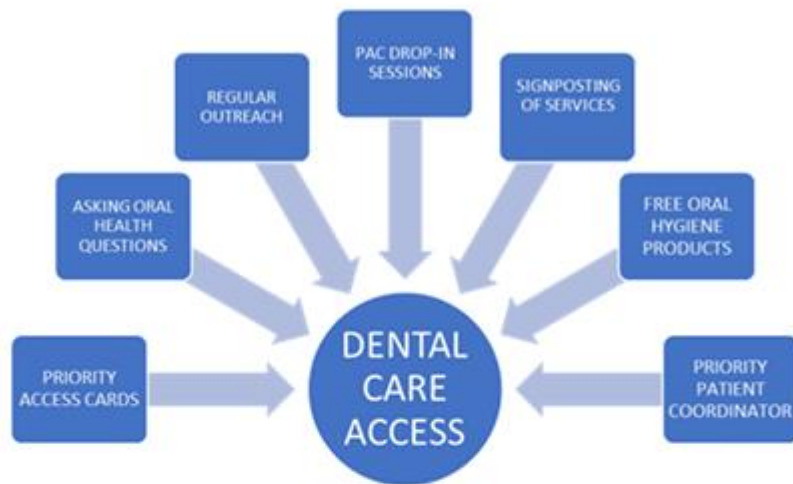 PAC DROP-IN
SESSIONS
REGULAR
OUTREACH
SIGNPOSTING
OF SERVICES
ASKING ORAL
HEALTH
QUESTIONS
FREE ORAL
HYGIENE
PRODUCTS
PRIORITY
ACCESS CARDS
DENTAL
CARE
ACCESS
PRIORITY
PATIENT
COORDINATOR